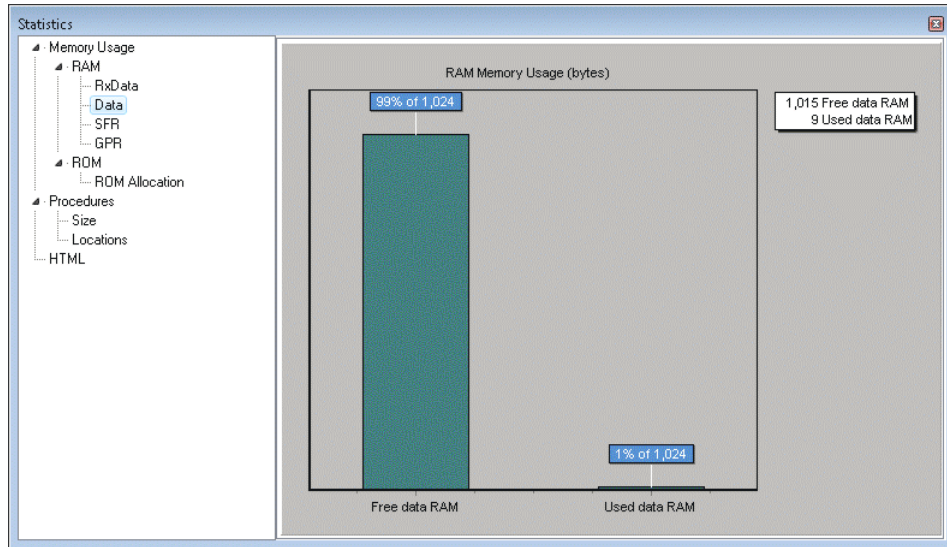 Statistics
Memory Usage
RAM
RxData
Data
SFR
GPR
ROM
ROM Allocation
Procedures
Size
Locations
HTML
RAM Memory Usage (bytes)
99% of 1,024
1% of 1,024
Free data RAM
Used data RAM
1,015 Free data RAM
9 Used data RAM